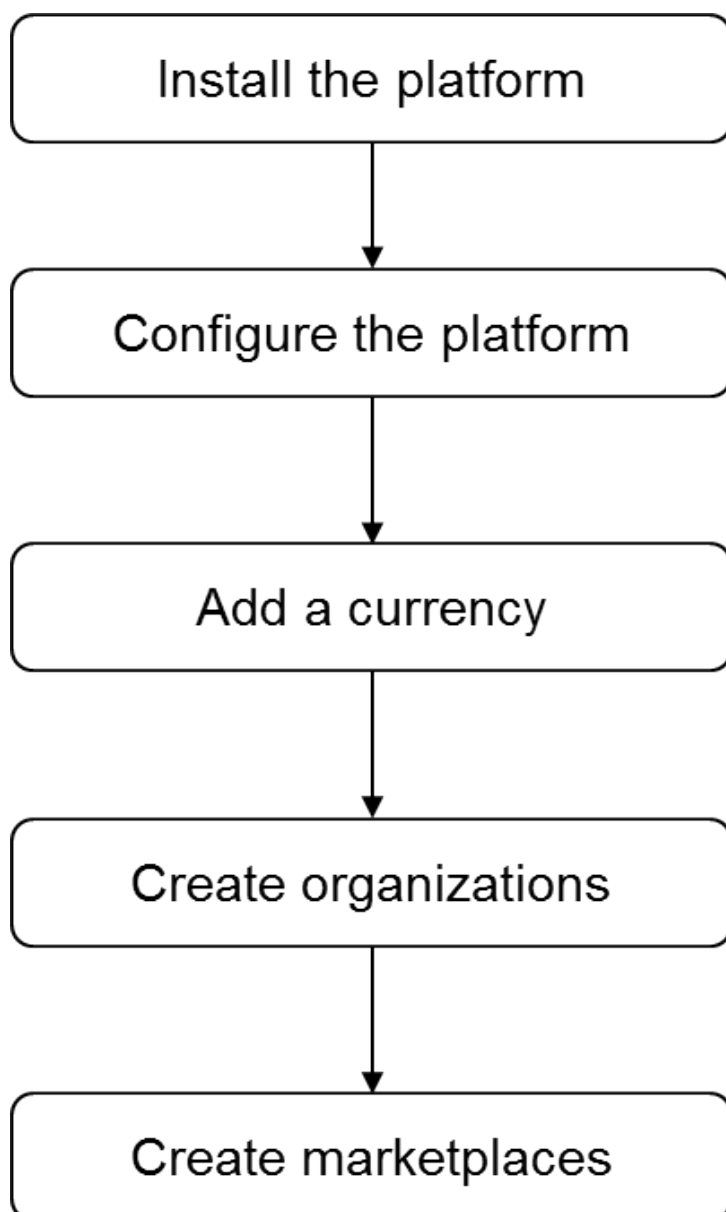 Install the platform
Configure the platform
Add a currency
Create organizations
Create marketplaces